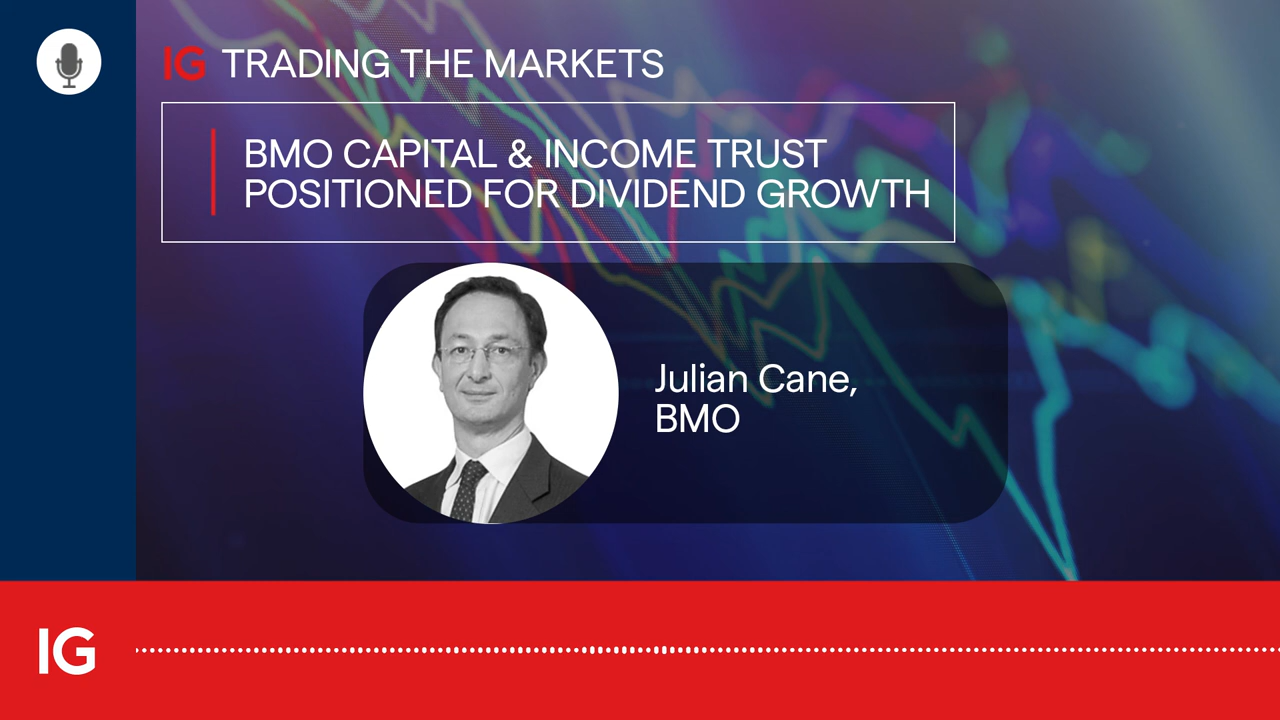 IG TRADING THE MARKETS
BMO CAPITAL & INCOME TRUST
POSITIONED FOR DIVIDEND GROWTH
Julian Cane,
BMO
IG